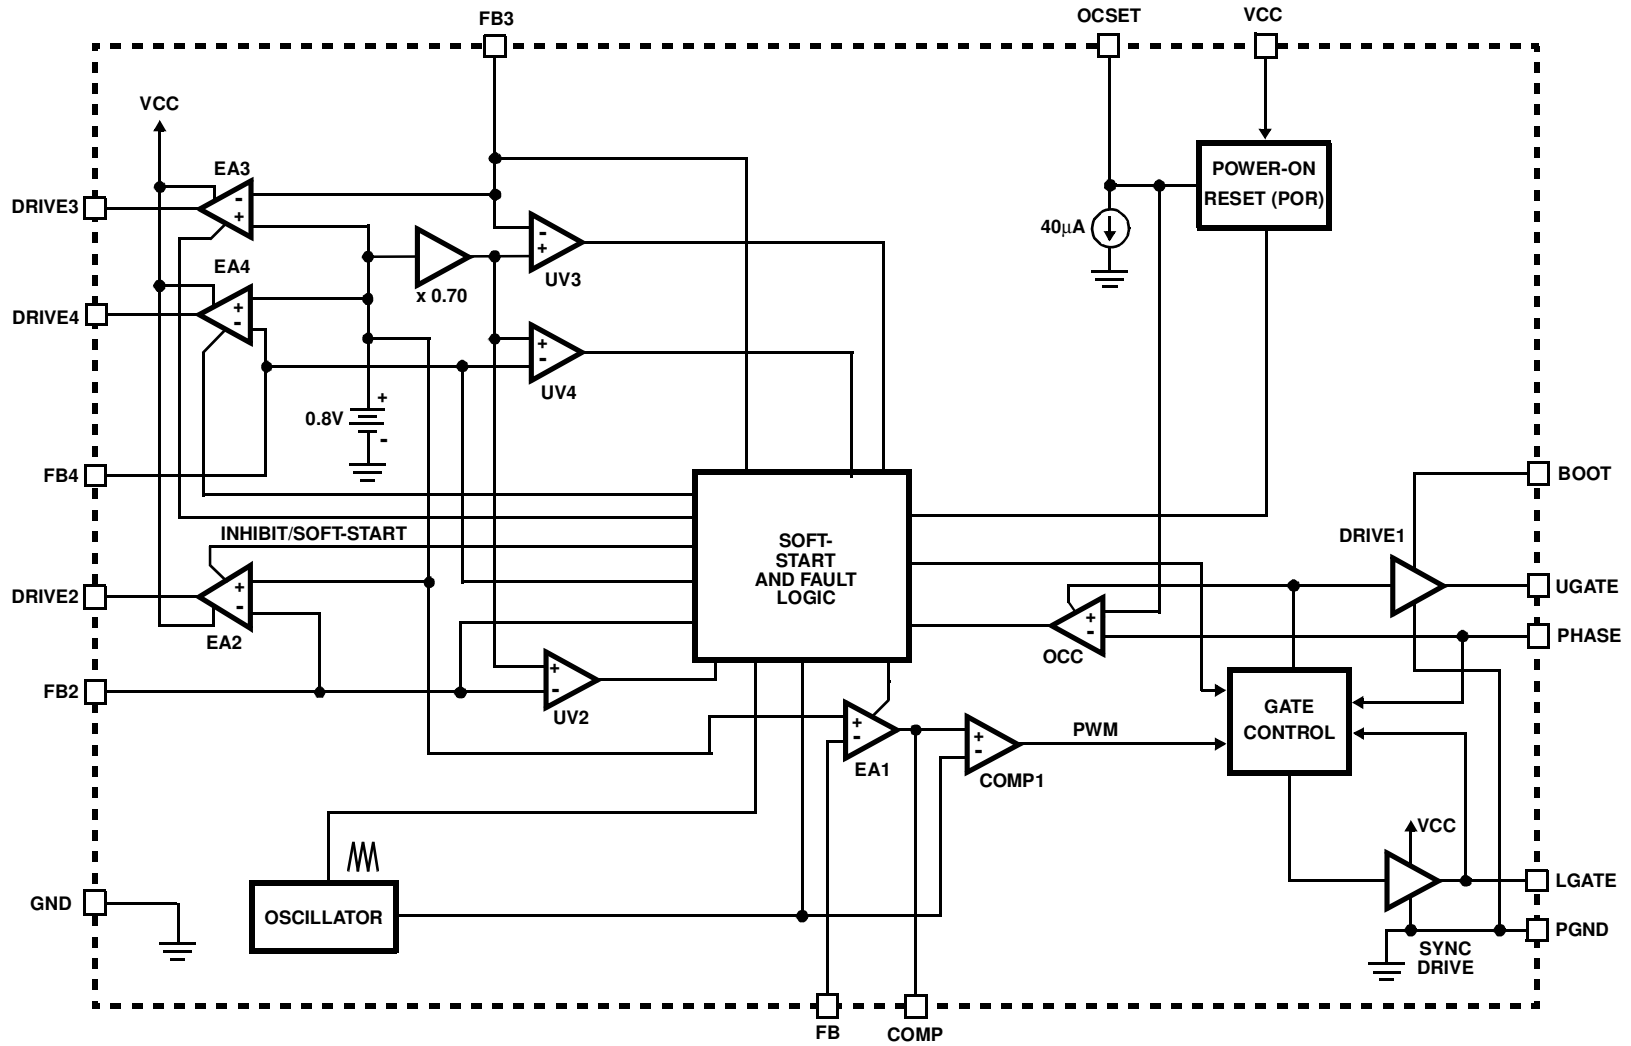 FB3
OCSET
VCC
VCC
EA3
DRIVE3
-
+
POWER-ON
RESET (POR)
40µA
-
+
UV3
EA4
x 0.70
DRIVE4
+
-
+
-
UV4
0.8V
+
-
FB4
BOOT
INHIBIT/SOFT-START
SOFT-
START
AND FAULT
LOGIC
DRIVE1
DRIVE2
+
-
EA2
UGATE
+
-
OCC
PHASE
FB2
+
-
UV2
GATE
CONTROL
+
-
EA1
+
-
COMP1
PWM
VCC
LGATE
GND
OSCILLATOR
PGND
SYNC
DRIVE
FB
COMP